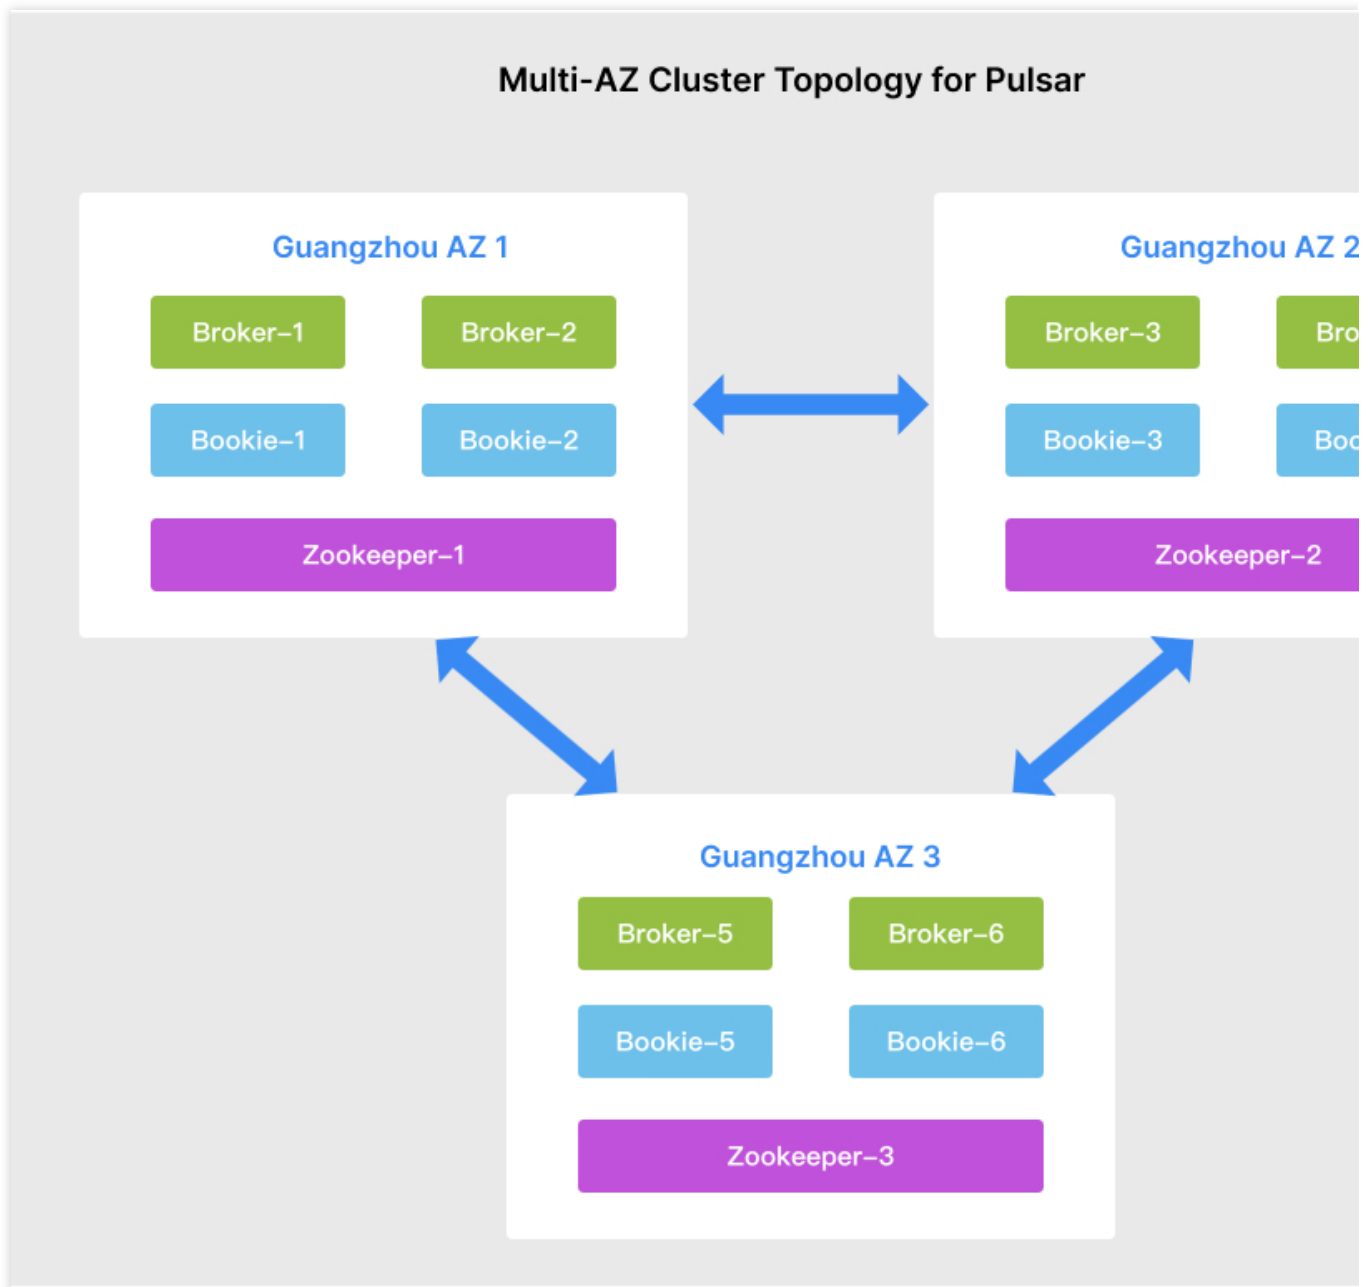 Multi-AZ Cluster Topology for Pulsar
Guangzhou AZ 1
Broker–1
Broker–2
Bookie–1
Bookie–2
Zookeeper–1
Guangzhou AZ 2
Broker–3
Bookie–3
Zookeeper–2
Guangzhou AZ 3
Broker–5
Broker–6
Bookie–5
Bookie–6
Zookeeper–3